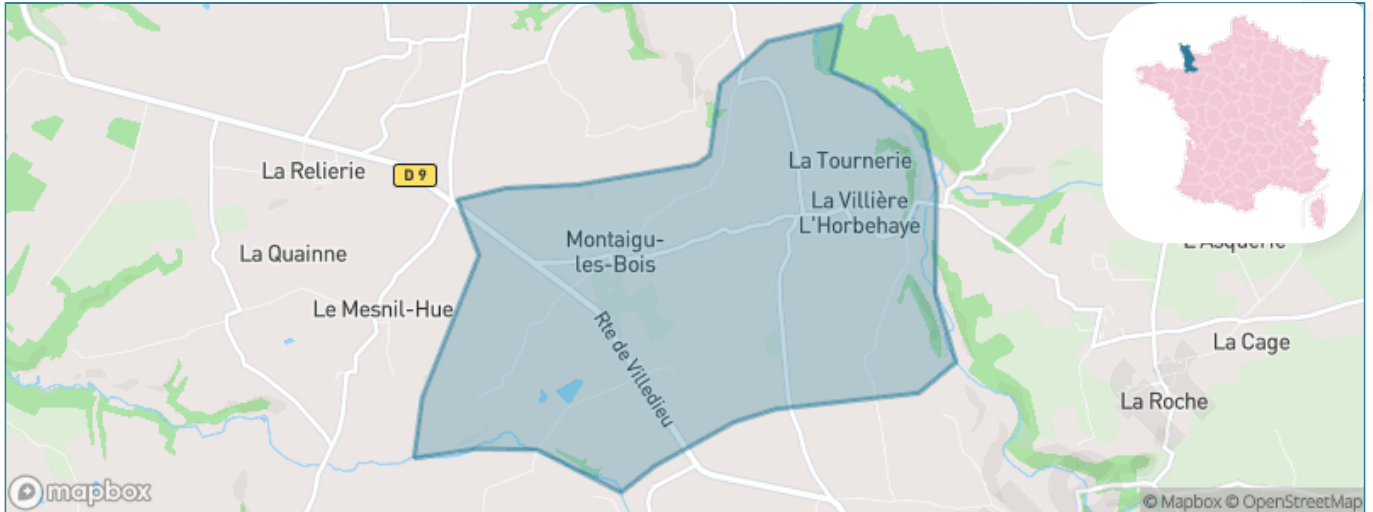 La Tournerie
La Relierie
D 9
La Villière
L'Horbehaye
Montaigu-
les-Bois
La Quainne
L'Asquerie
Le Mesnil-Hue
Rte de Villedieu
La Cage
La Roche
mapbox
© Mapbox © OpenStreetMap